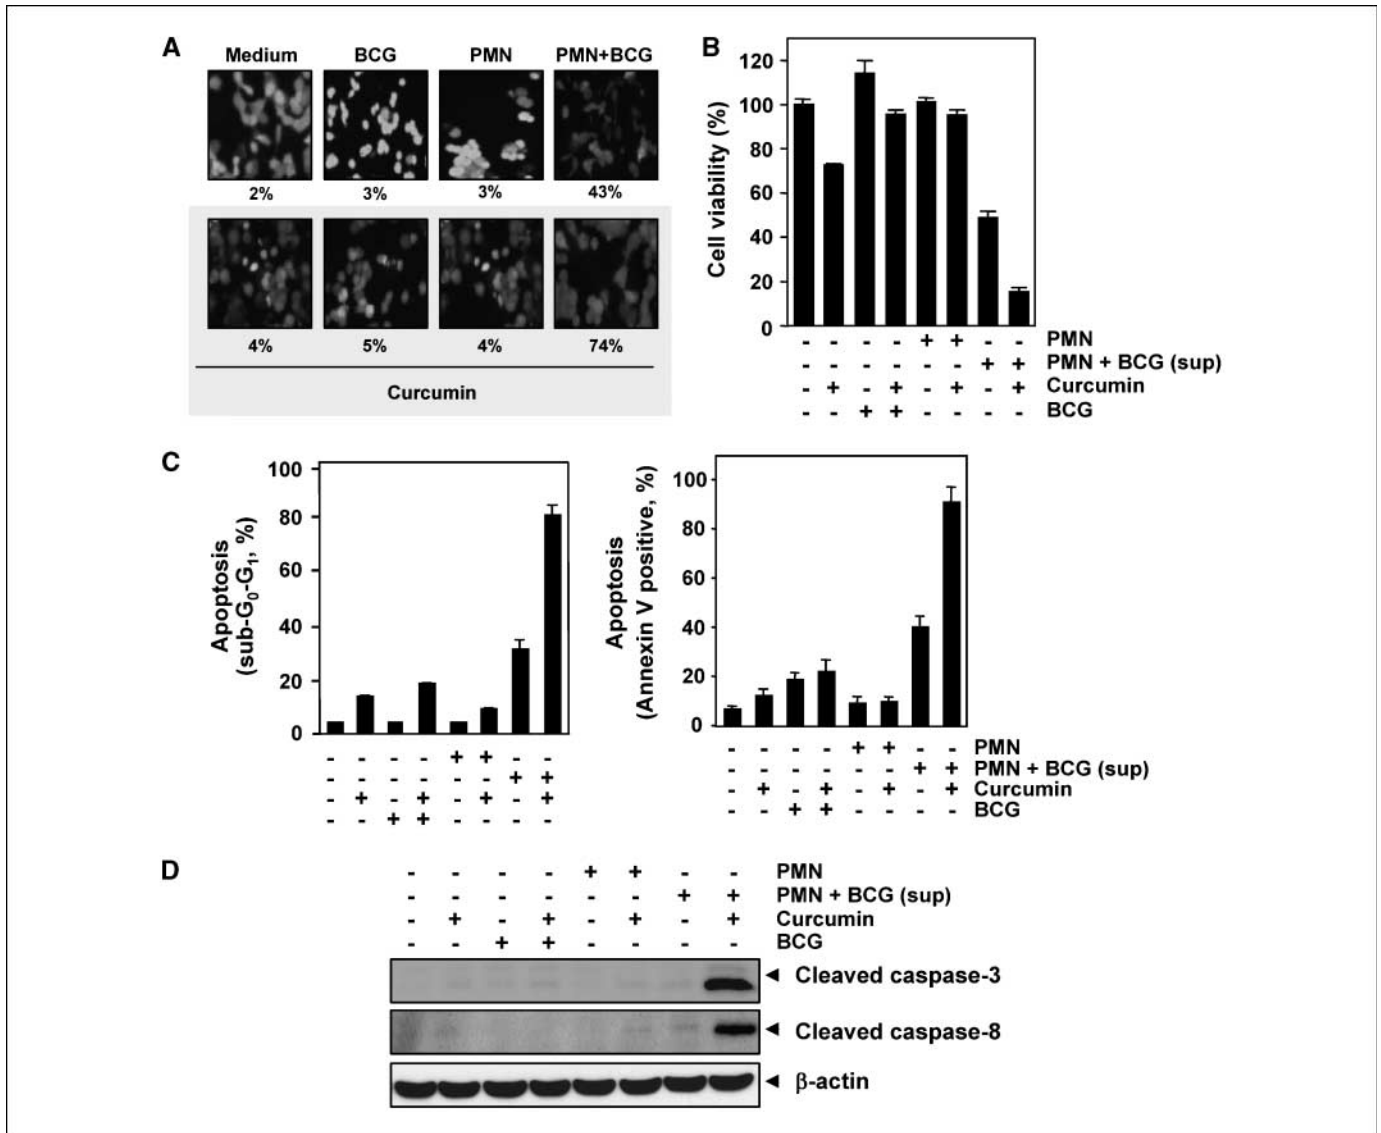 A
Medium BCG PMN PMN+BCG
2% 3% 3% 43%
4% 5% 4% 74%
Curcumin
B
Cell viability (%)
120
100
80
60
40
20
0
- - - - + + - - PMN
- - - - - - + + PMN + BCG (sup)
- + - + - + - + Curcumin
- - + + - - - - BCG
C
Apoptosis
(sub-G0-G1, %)
100
80
60
40
20
0
- - - - + + - -
- - - - - - + +
- + - + - + - +
- - + + - - - -
Apoptosis
(Annexin V positive, %)
100
80
60
40
20
0
- - - - + + - - PMN
- - - - - - + + PMN + BCG (sup)
- + - + - + - + Curcumin
- - + + - - - - BCG
D
- - - - + + - - PMN
- - - - - - + + PMN + BCG (sup)
- + - + - + - + Curcumin
- - + + - - - - BCG
Cleaved caspase-3
Cleaved caspase-8
β-actin